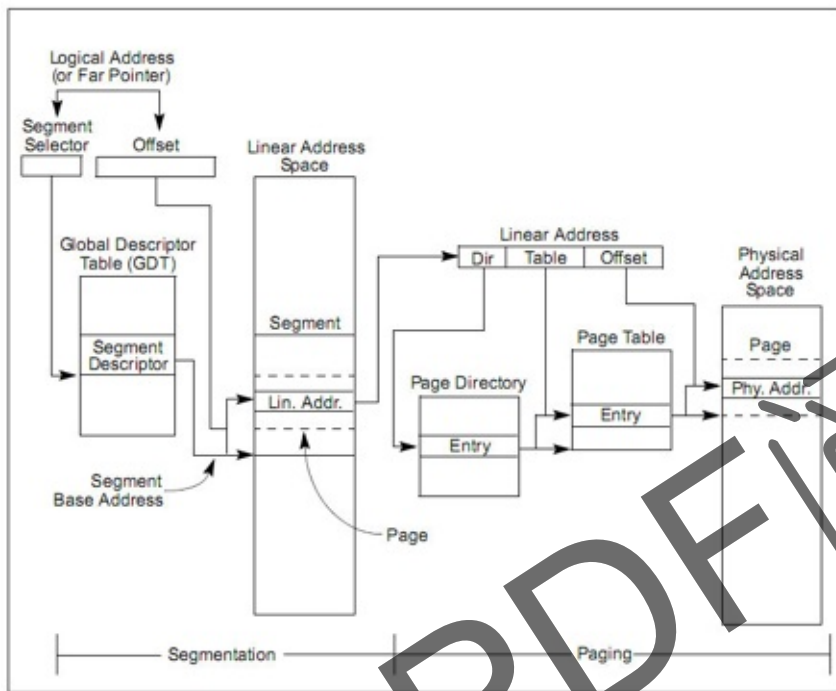 Logical Address
(or Far Pointer)
Segment
Selector
Offset
Linear Address
Space
Global Descriptor
Table (GDT)
Segment
Descriptor
Segment
Lin. Addr.
Segment
Base Address
Page
Linear Address
Dir Table Offset
Physical
Address
Space
Page Directory
Entry
Page Table
Entry
Page
Phy. Addr.
Segmentation
Paging
PDF